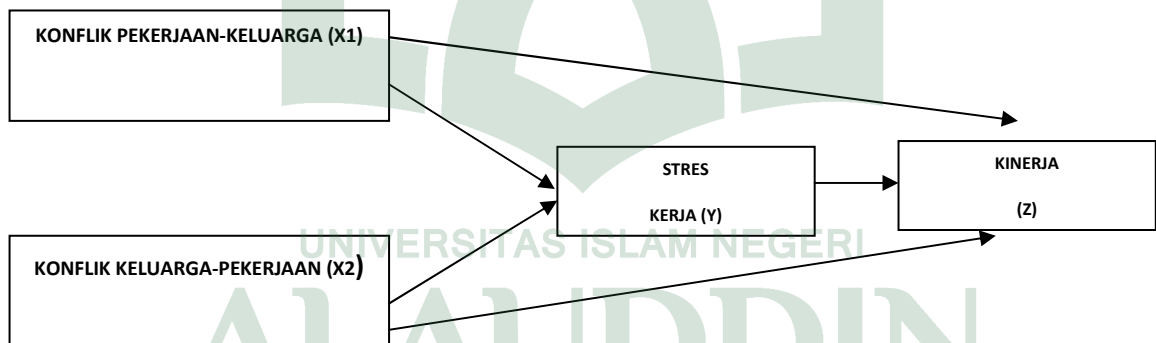 KONFLIK PEKERJAAN-KELUARGA (X1)
STRES
KERJA (Y)
KINERJA
(Z)
UNIVERSITAS ISLAM NEGERI
KONFLIK KELUARGA-PEKERJAAN (X2)
ALAUDDIN